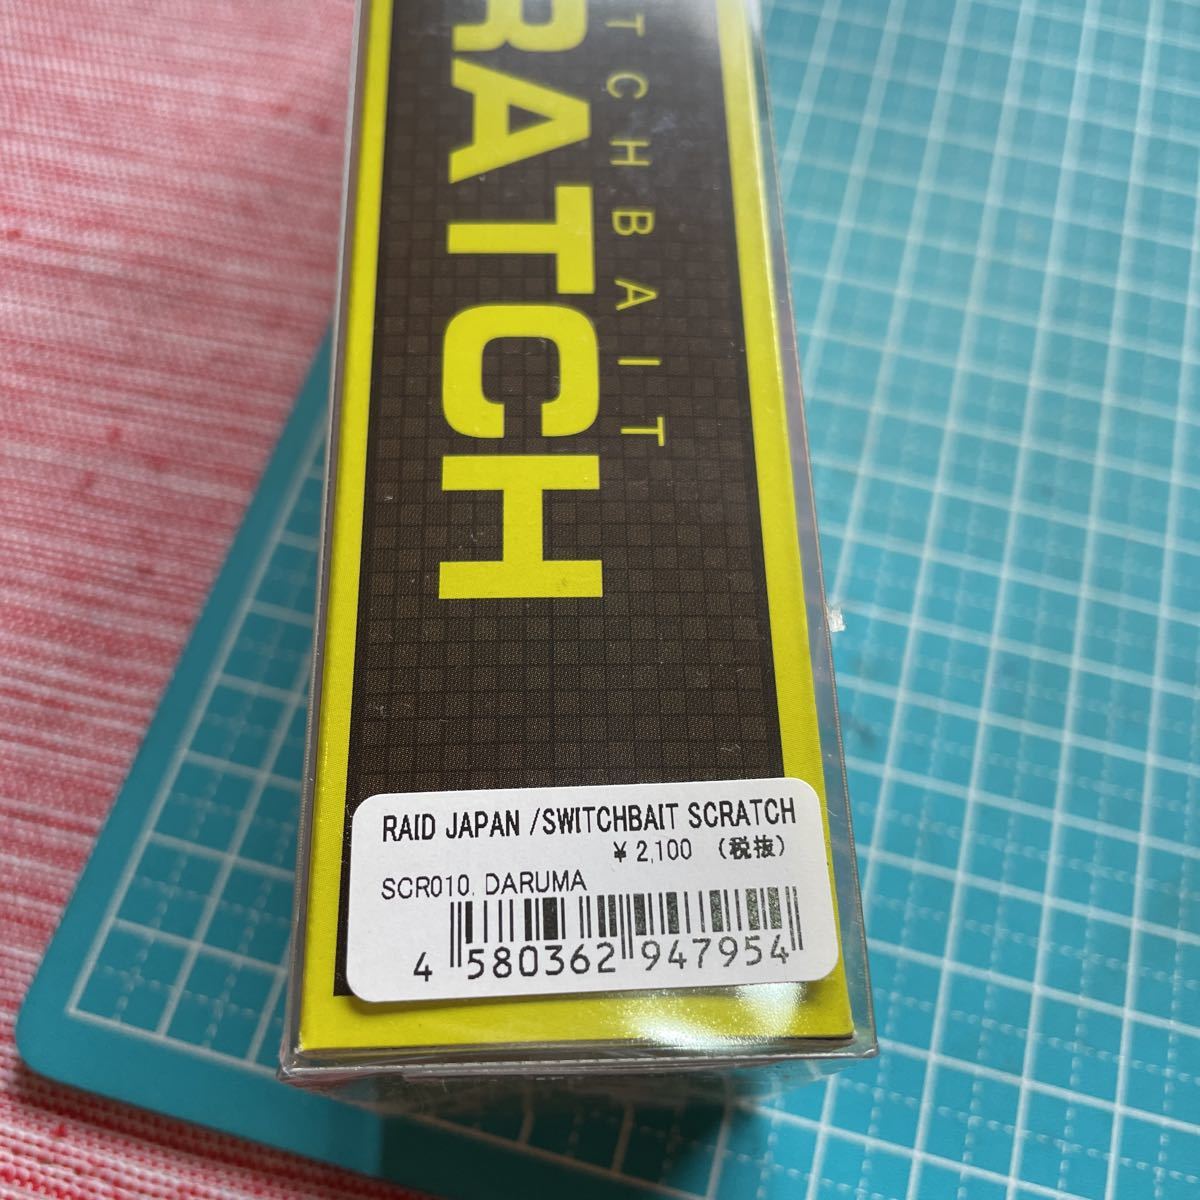 RATCH
TCHBAIT
RAID JAPAN /SWITCHBAIT SCRATCH
¥ 2,100 (税抜)
SCR010. DARUMA
4 580362 947954